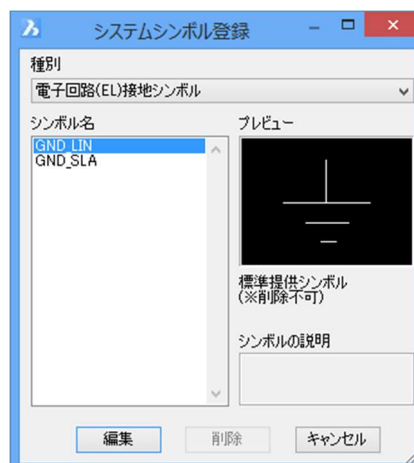 システムシンボル登録
種別
電子回路(EL)接地シンボル
シンボル名
プレビュー
GND_LIN
GND_SLA
標準提供シンボル
(※削除不可)
シンボルの説明
編集
削除
キャンセル